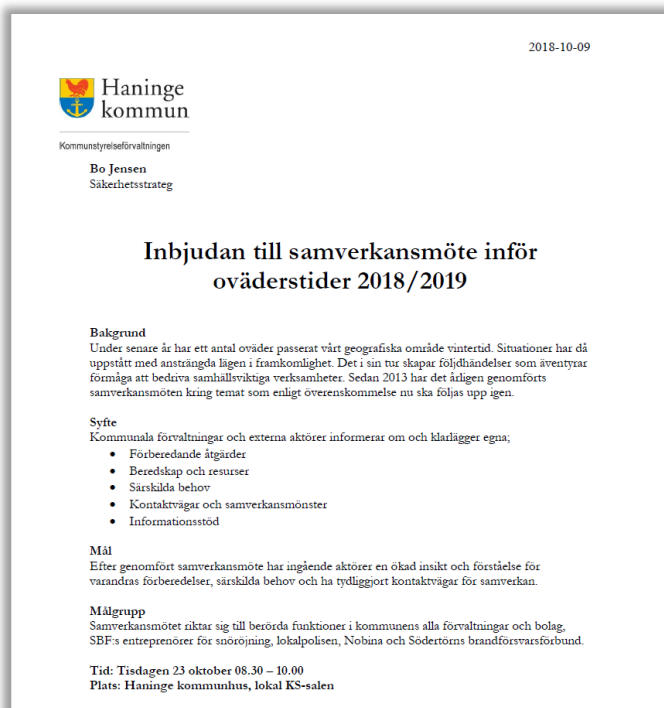 2018-10-09
Haninge
kommun
Kommunstyrelseförvaltningen
Bo Jensen
Säkerhetsstrateg
Inbjudan till samverkansmöte inför
oväderstider 2018/2019
Bakgrund
Under senare år har ett antal oväder passerat vårt geografiska område vintertid. Situationer har då
uppstått med ansträngda lägen i framkomlighet. Det i sin tur skapar följdhändelser som äventyrar
förmåga att bedriva samhällsviktiga verksamheter. Sedan 2013 har det årligen genomförts
samverkansmöten kring temat som enligt överenskommelse nu ska följas upp igen.
Syfte
Kommunala förvaltningar och externa aktörer informerar om och klarlägger egna;
• Förberedande åtgärder
• Beredskap och resurser
• Särskilda behov
• Kontaktvägar och samverkansmönster
• Informationsstöd
Mål
Efter genomfört samverkansmöte har ingående aktörer en ökad insikt och förståelse för
varandras förberedelser, särskilda behov och ha tydliggjort kontaktvägar för samverkan.
Målgrupp
Samverkansmötet riktar sig till berörda funktioner i kommunens alla förvaltningar och bolag,
SBF:s entreprenörer för snöröjning, lokalpolisen, Nobina och Södertörns brandförsvarsförbund.
Tid: Tisdagen 23 oktober 08.30 – 10.00
Plats: Haninge kommunhus, lokal KS-salen